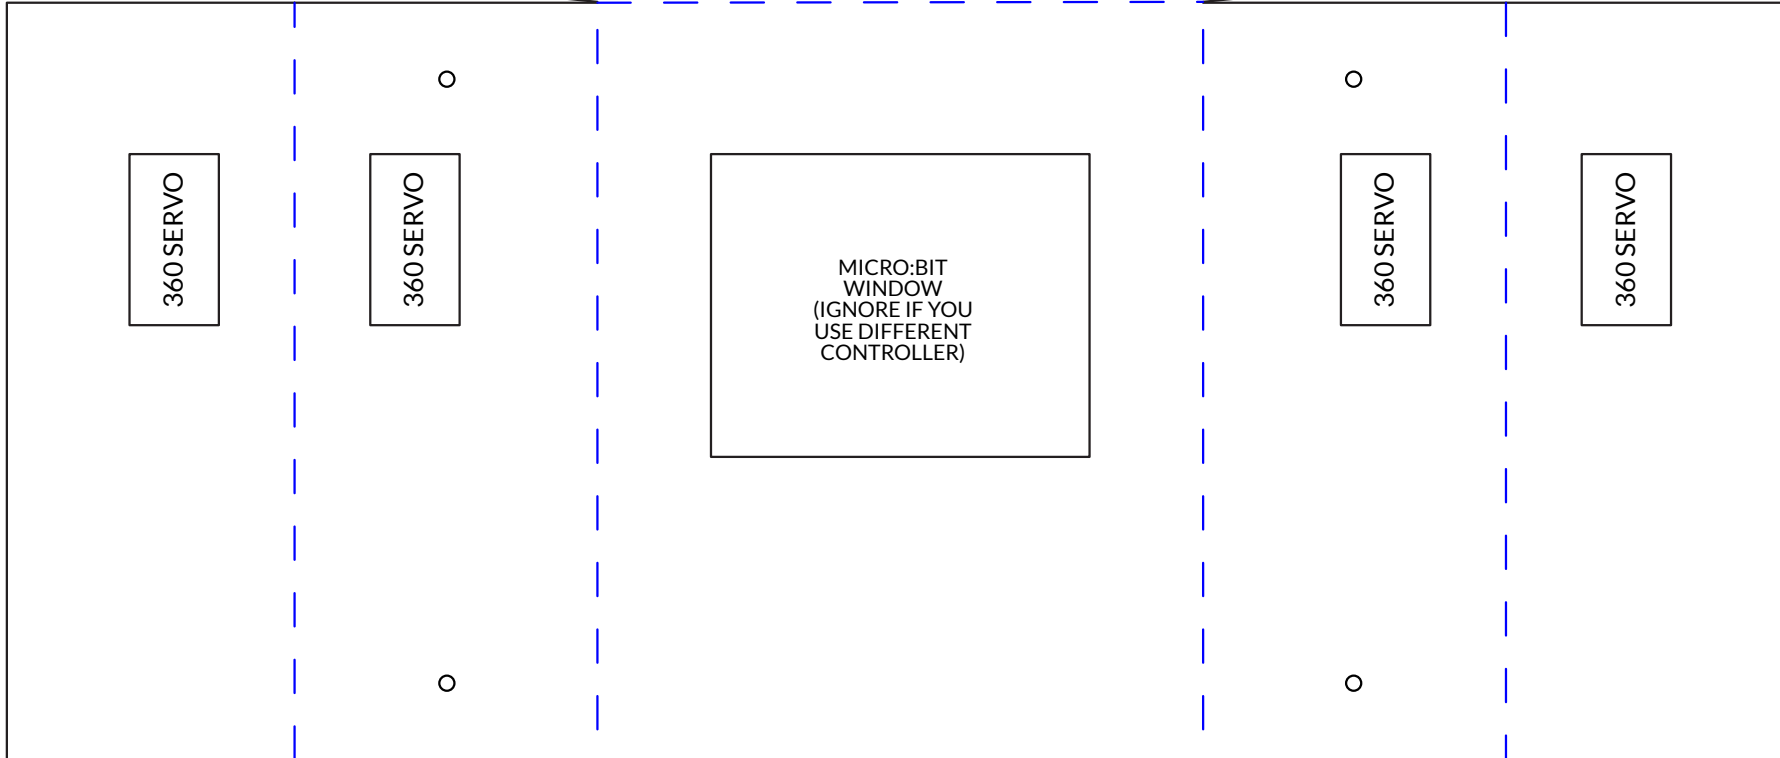 360 SERVO
360 SERVO
MICRO:BIT
WINDOW
(IGNORE IF YOU
USE DIFFERENT
CONTROLLER)
360 SERVO
360 SERVO